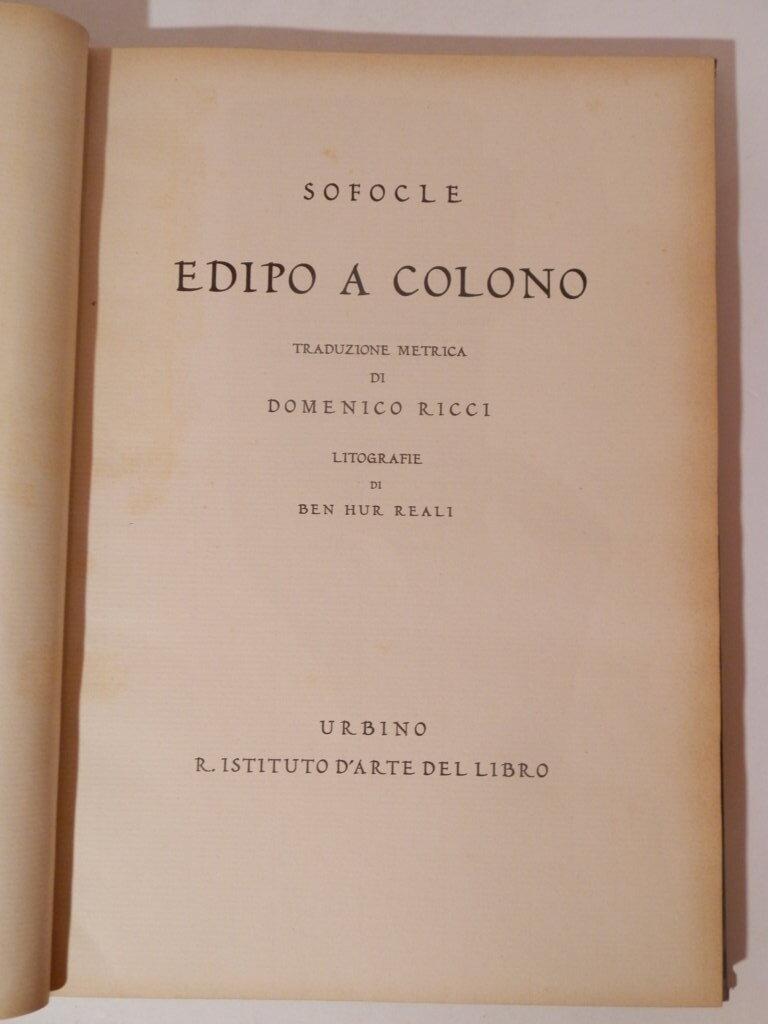 SOFOCLE
EDIPO A COLONO
TRADUZIONE METRICA
DI
DOMENICO RICCI
LITOGRAFIE
DI
BEN HUR REALI
URBINO
R. ISTITUTO D'ARTE DEL LIBRO